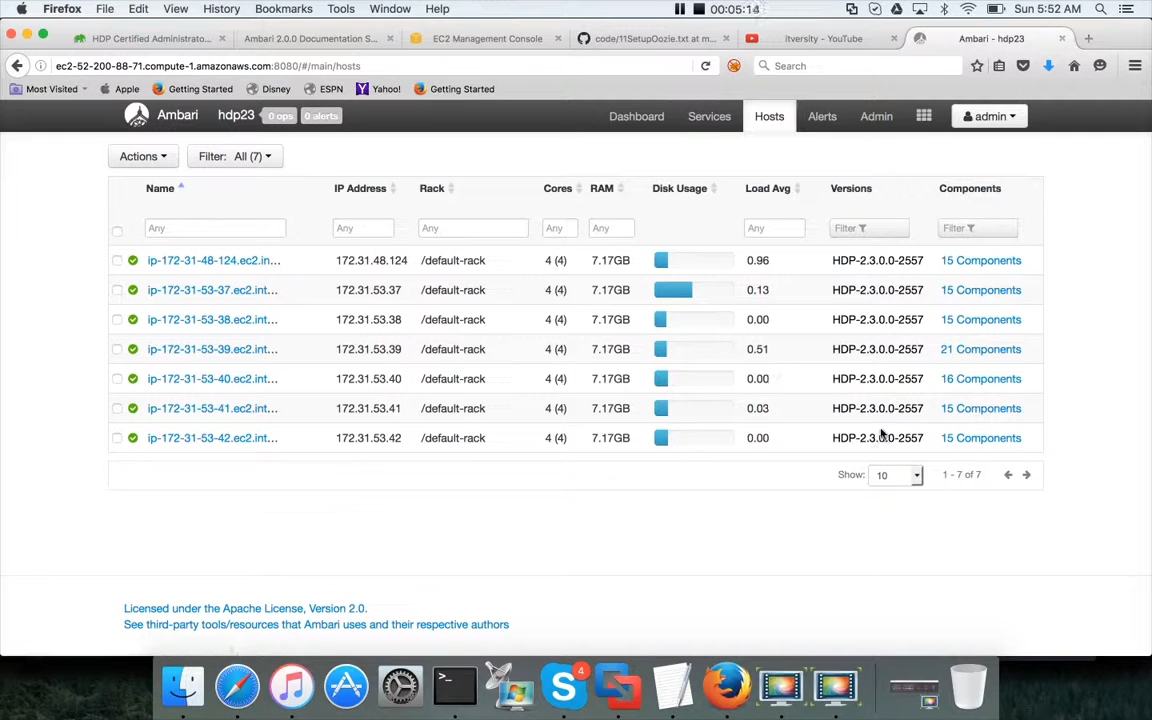 Firefox File Edit View History Bookmarks Tools Window Help 00:05:14 Sun 5:52 AM
HDP Certified Administrato... Ambari 2.0.0 Documentation S... EC2 Management Console code/11SetupOozie.txt at m... itversity - YouTube Ambari - hdp23
ec2-52-200-88-71.compute-1.amazonaws.com:8080/#/main/hosts Search
Most Visited Apple Getting Started Disney ESPN Yahoo! Getting Started
Ambari hdp23 0 ops 0 alerts Dashboard Services Hosts Alerts Admin admin
Actions Filter: All (7)
Name IP Address Rack Cores RAM Disk Usage Load Avg Versions Components
Any Any Any Any Any Any Filter Filter
ip-172-31-48-124.ec2.in... 172.31.48.124 /default-rack 4 (4) 7.17GB 0.96 HDP-2.3.0.0-2557 15 Components
ip-172-31-53-37.ec2.int... 172.31.53.37 /default-rack 4 (4) 7.17GB 0.13 HDP-2.3.0.0-2557 15 Components
ip-172-31-53-38.ec2.int... 172.31.53.38 /default-rack 4 (4) 7.17GB 0.00 HDP-2.3.0.0-2557 15 Components
ip-172-31-53-39.ec2.int... 172.31.53.39 /default-rack 4 (4) 7.17GB 0.51 HDP-2.3.0.0-2557 21 Components
ip-172-31-53-40.ec2.int... 172.31.53.40 /default-rack 4 (4) 7.17GB 0.00 HDP-2.3.0.0-2557 16 Components
ip-172-31-53-41.ec2.int... 172.31.53.41 /default-rack 4 (4) 7.17GB 0.03 HDP-2.3.0.0-2557 15 Components
ip-172-31-53-42.ec2.int... 172.31.53.42 /default-rack 4 (4) 7.17GB 0.00 HDP-2.3.0.0-2557 15 Components
Show: 10 1 - 7 of 7
Licensed under the Apache License, Version 2.0.
See third-party tools/resources that Ambari uses and their respective authors
4